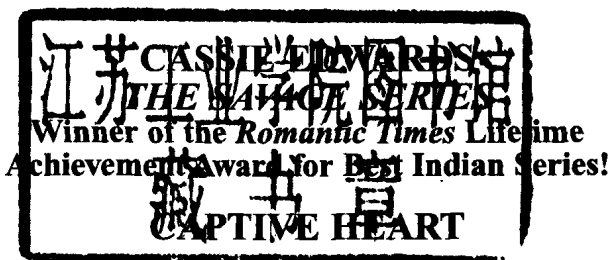 江苏工业学院图书馆
CASSIE EDWARDS
THE SAVAGE SERIES
Winner of the Romantic Times Lifetime
Achievement Award for Best Indian Series!
藏书章
CAPTIVE HEART